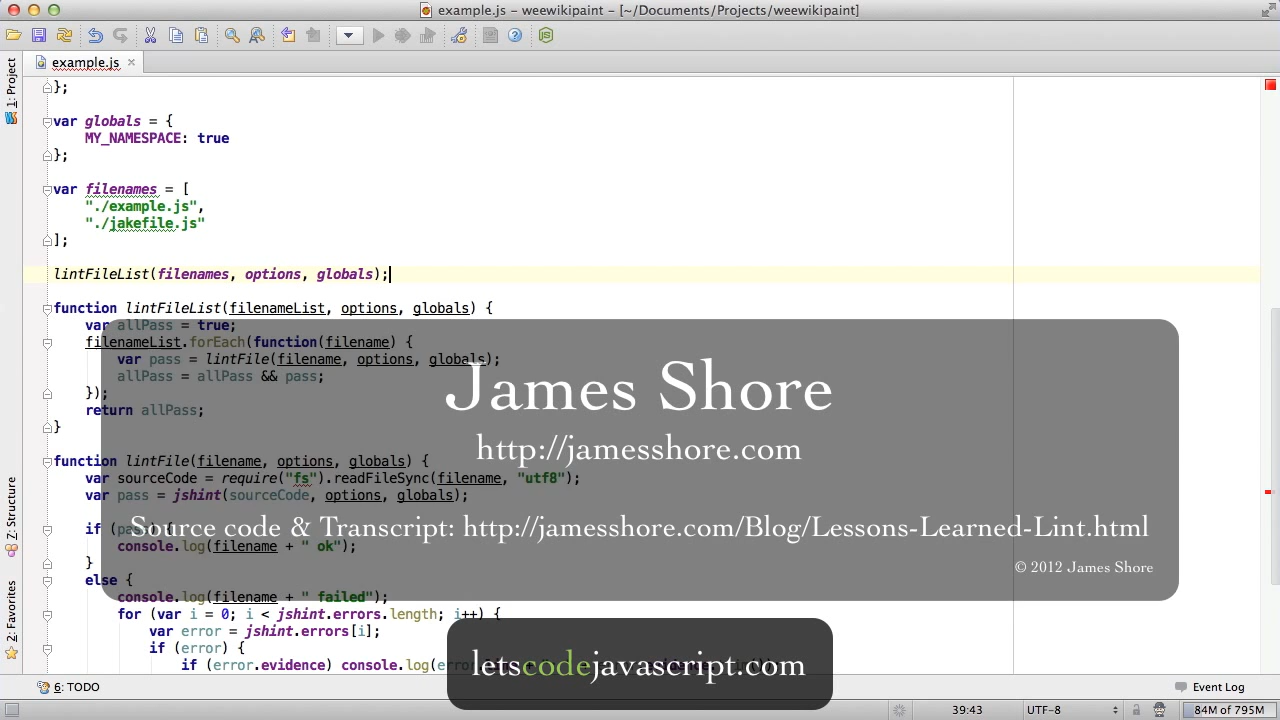 example.js – weewikipaint – [~/Documents/Projects/weewikipaint]
example.js
1: Project
};
var globals = {
MY_NAMESPACE: true
};
var filenames = [
"./example.js",
"./jakefile.js"
];
lintFileList(filenames, options, globals);
function lintFileList(filenameList, options, globals) {
var allPass = true;
filenameList.forEach(function(filename) {
var pass = lintFile(filename, options, globals);
allPass = allPass && pass;
});
return allPass;
}
James Shore
http://jamesshore.com
function lintFile(filename, options, globals) {
var sourceCode = require("fs").readFileSync(filename, "utf8");
var pass = jshint(sourceCode, options, globals);
Z: Structure
Source code & Transcript: http://jamesshore.com/Blog/Lessons-Learned-Lint.html
if (pass) {
console.log(filename + " ok");
}
© 2012 James Shore
else {
console.log(filename + " failed");
for (var i = 0; i < jshint.errors.length; i++) {
var error = jshint.errors[i];
if (error) {
if (error.evidence) console.log(error
2: Favorites
letscodejavascript.com
6: TODO
Event Log
39:43
UTF-8
84M of 795M